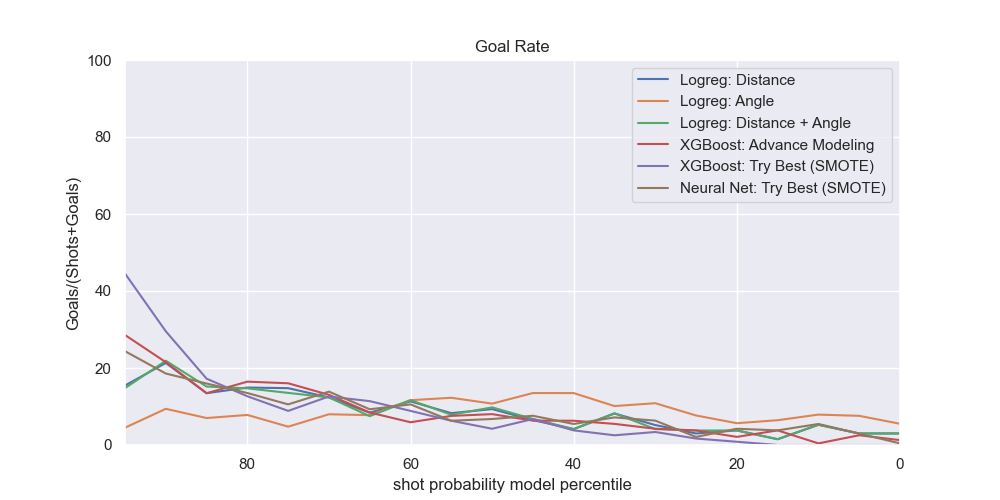 Goal Rate
100
80
60
40
20
0
Goals/(Shots+Goals)
Logreg: Distance
Logreg: Angle
Logreg: Distance + Angle
XGBoost: Advance Modeling
XGBoost: Try Best (SMOTE)
Neural Net: Try Best (SMOTE)
80 60 40 20 0
shot probability model percentile